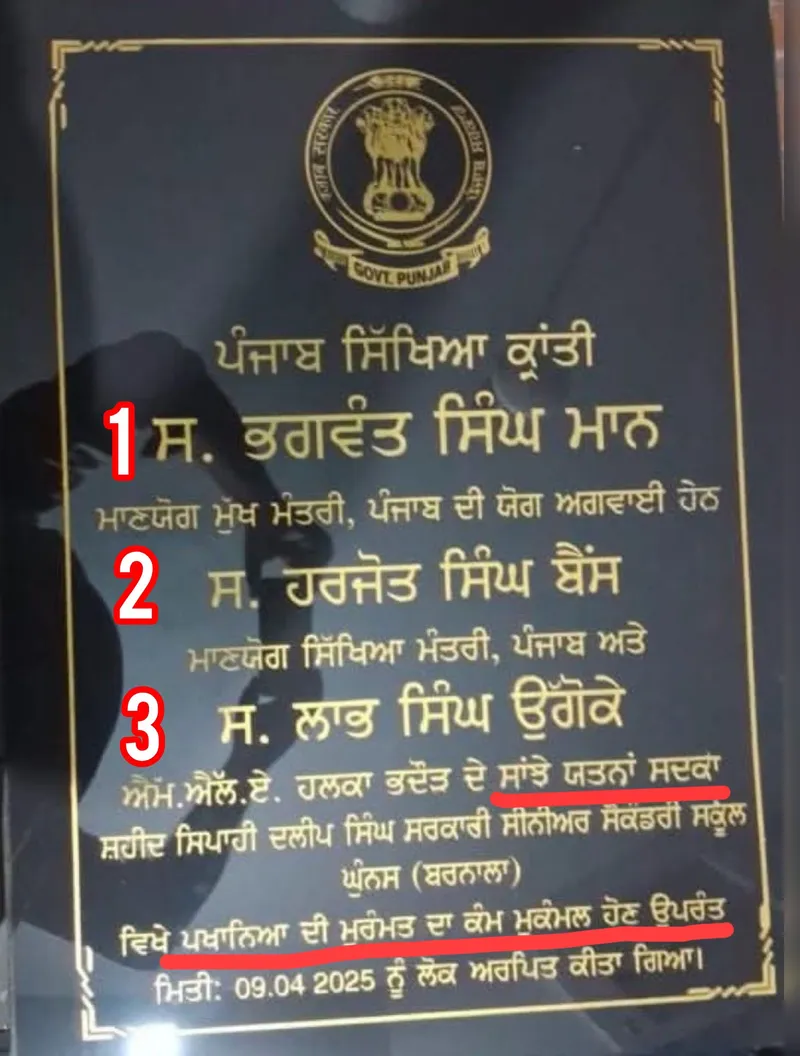 ਪੰਜਾਬ ਸਰਕਾਰ
GOVT. PUNJAB
ਪੰਜਾਬ ਸਿੱਖਿਆ ਕ੍ਰਾਂਤੀ
1 ਸ. ਭਗਵੰਤ ਸਿੰਘ ਮਾਨ
ਮਾਣਯੋਗ ਮੁੱਖ ਮੰਤਰੀ, ਪੰਜਾਬ ਦੀ ਯੋਗ ਅਗਵਾਈ ਹੇਠ
2 ਸ. ਹਰਜੋਤ ਸਿੰਘ ਬੈਂਸ
ਮਾਣਯੋਗ ਸਿੱਖਿਆ ਮੰਤਰੀ, ਪੰਜਾਬ ਅਤੇ
3 ਸ. ਲਾਭ ਸਿੰਘ ਉੱਗੋਕੇ
ਐਮ.ਐਲ.ਏ. ਹਲਕਾ ਭਦੌੜ ਦੇ ਸਾਂਝੇ ਯਤਨਾਂ ਸਦਕਾ
ਸ਼ਹੀਦ ਸਿਪਾਹੀ ਦਲੀਪ ਸਿੰਘ ਸਰਕਾਰੀ ਸੀਨੀਅਰ ਸੈਕੰਡਰੀ ਸਕੂਲ
ਘੁੰਨਸ (ਬਰਨਾਲਾ)
ਵਿਖੇ ਪਖਾਨਿਆ ਦੀ ਮੁਰੰਮਤ ਦਾ ਕੰਮ ਮੁਕੰਮਲ ਹੋਣ ਉਪਰੰਤ
ਮਿਤੀ: 09.04 2025 ਨੂੰ ਲੋਕ ਅਰਪਿਤ ਕੀਤਾ ਗਿਆ।